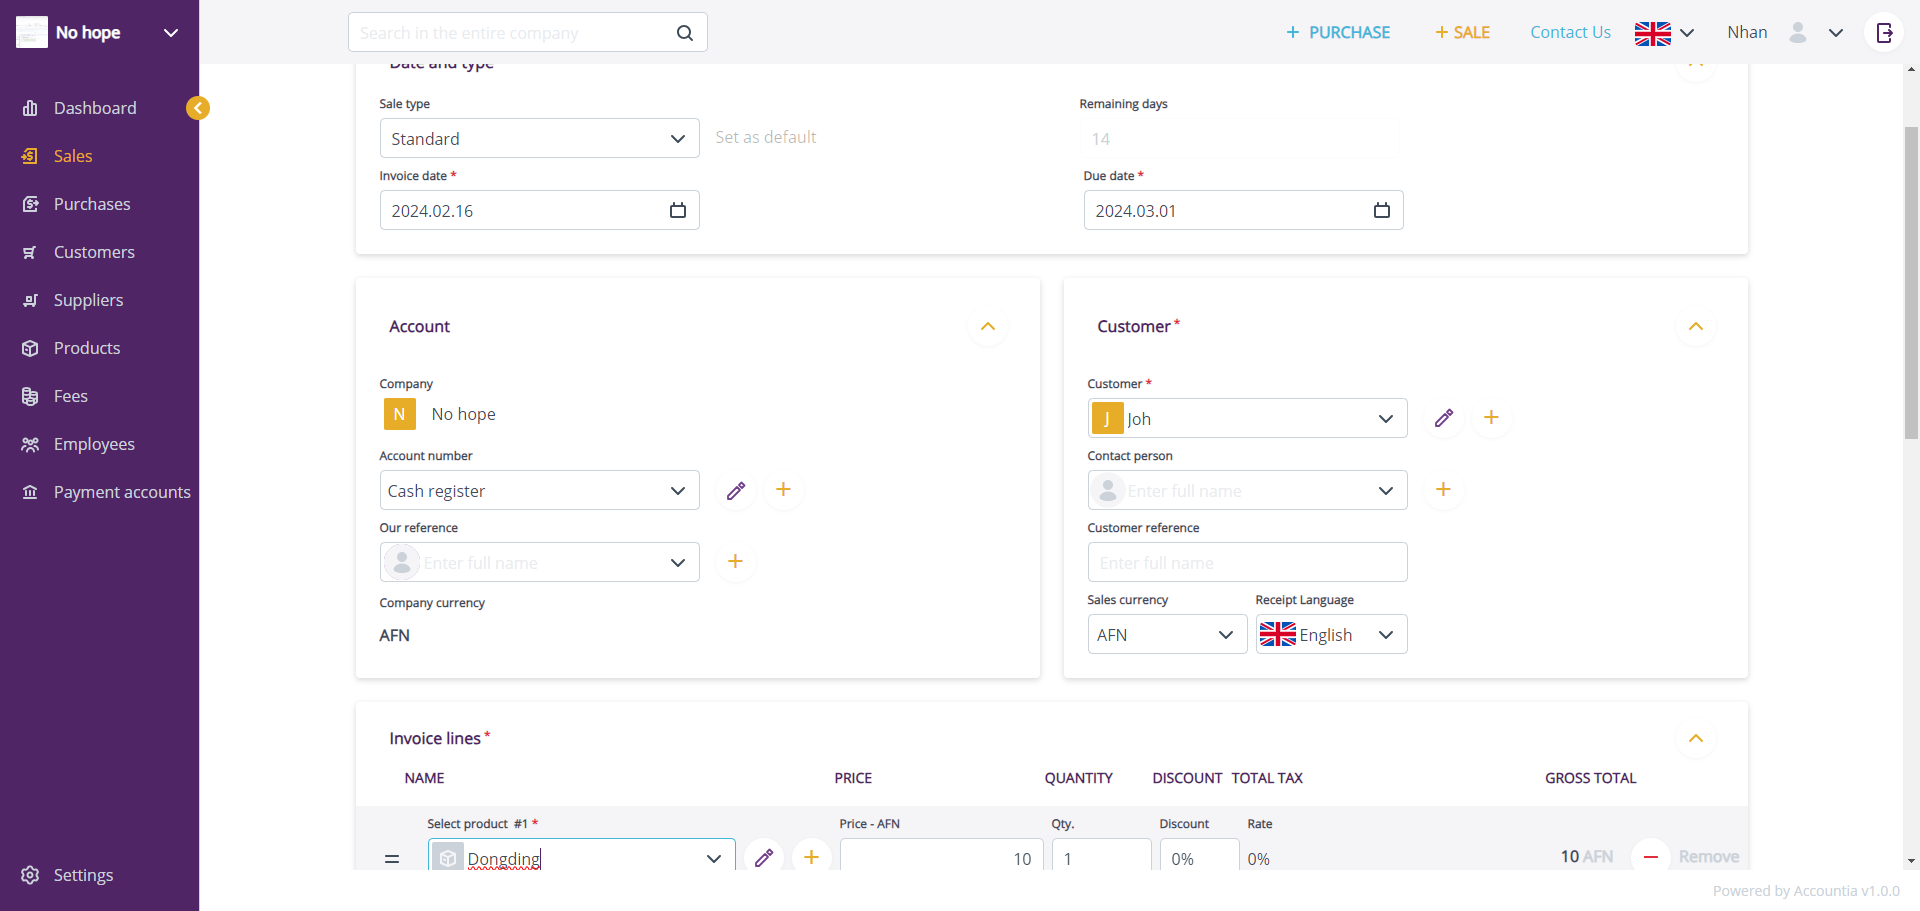 No hope
Search in the entire company
+ PURCHASE
+ SALE
Contact Us
Nhan
Dashboard
Sales
Purchases
Customers
Suppliers
Products
Fees
Employees
Payment accounts
Settings
Date and type
Sale type
Standard
Set as default
Remaining days
14
Invoice date *
2024.02.16
Due date *
2024.03.01
Account
Company
N No hope
Account number
Cash register
Our reference
Enter full name
Company currency
AFN
Customer *
Customer *
J Joh
Contact person
Enter full name
Customer reference
Enter full name
Sales currency
AFN
Receipt Language
English
Invoice lines *
NAME PRICE QUANTITY DISCOUNT TOTAL TAX GROSS TOTAL
Select product #1 * Price - AFN Qty. Discount Rate
Dongding 10 1 0% 0% 10 AFN Remove
Powered by Accountia v1.0.0